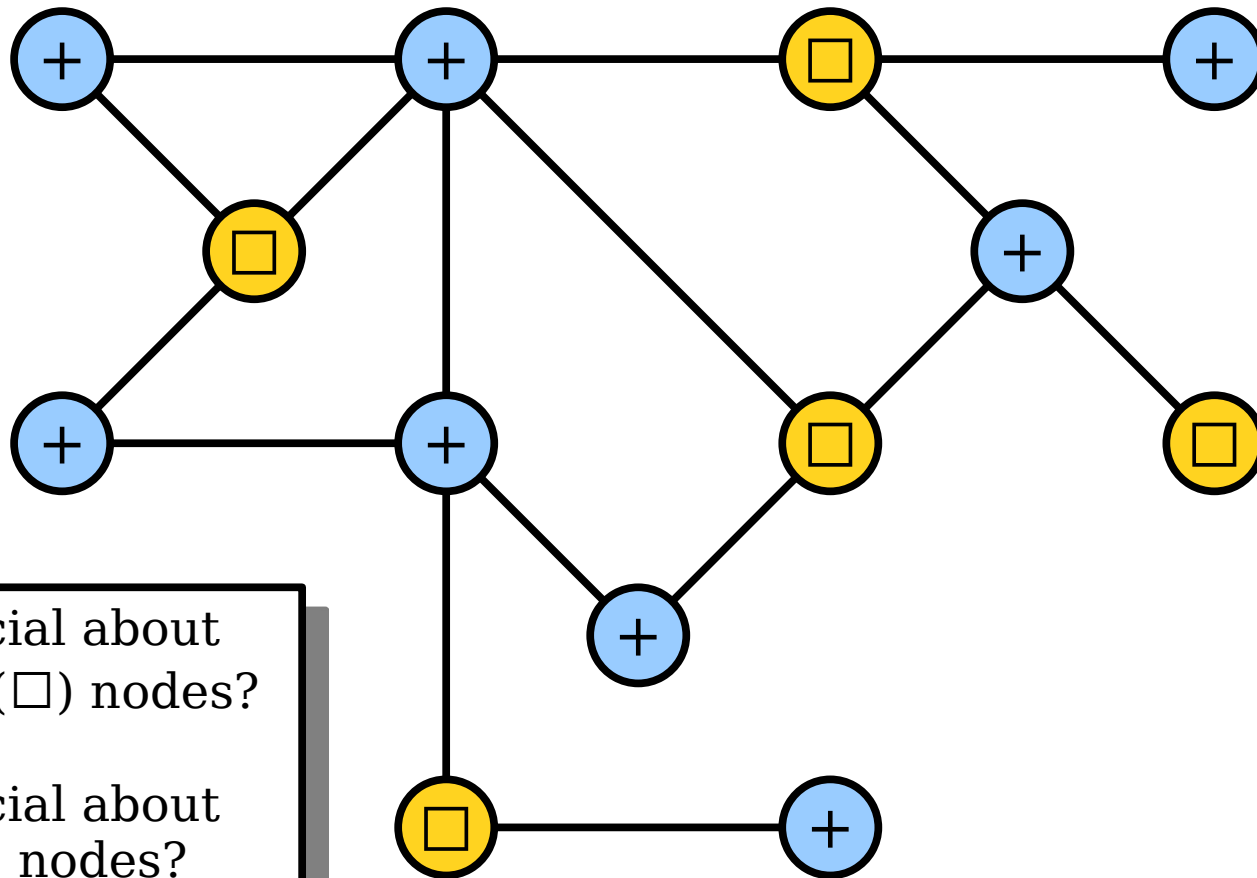 + + □ +
□ +
+ + □ □
+
□ +
cial about
(□) nodes?
cial about
nodes?